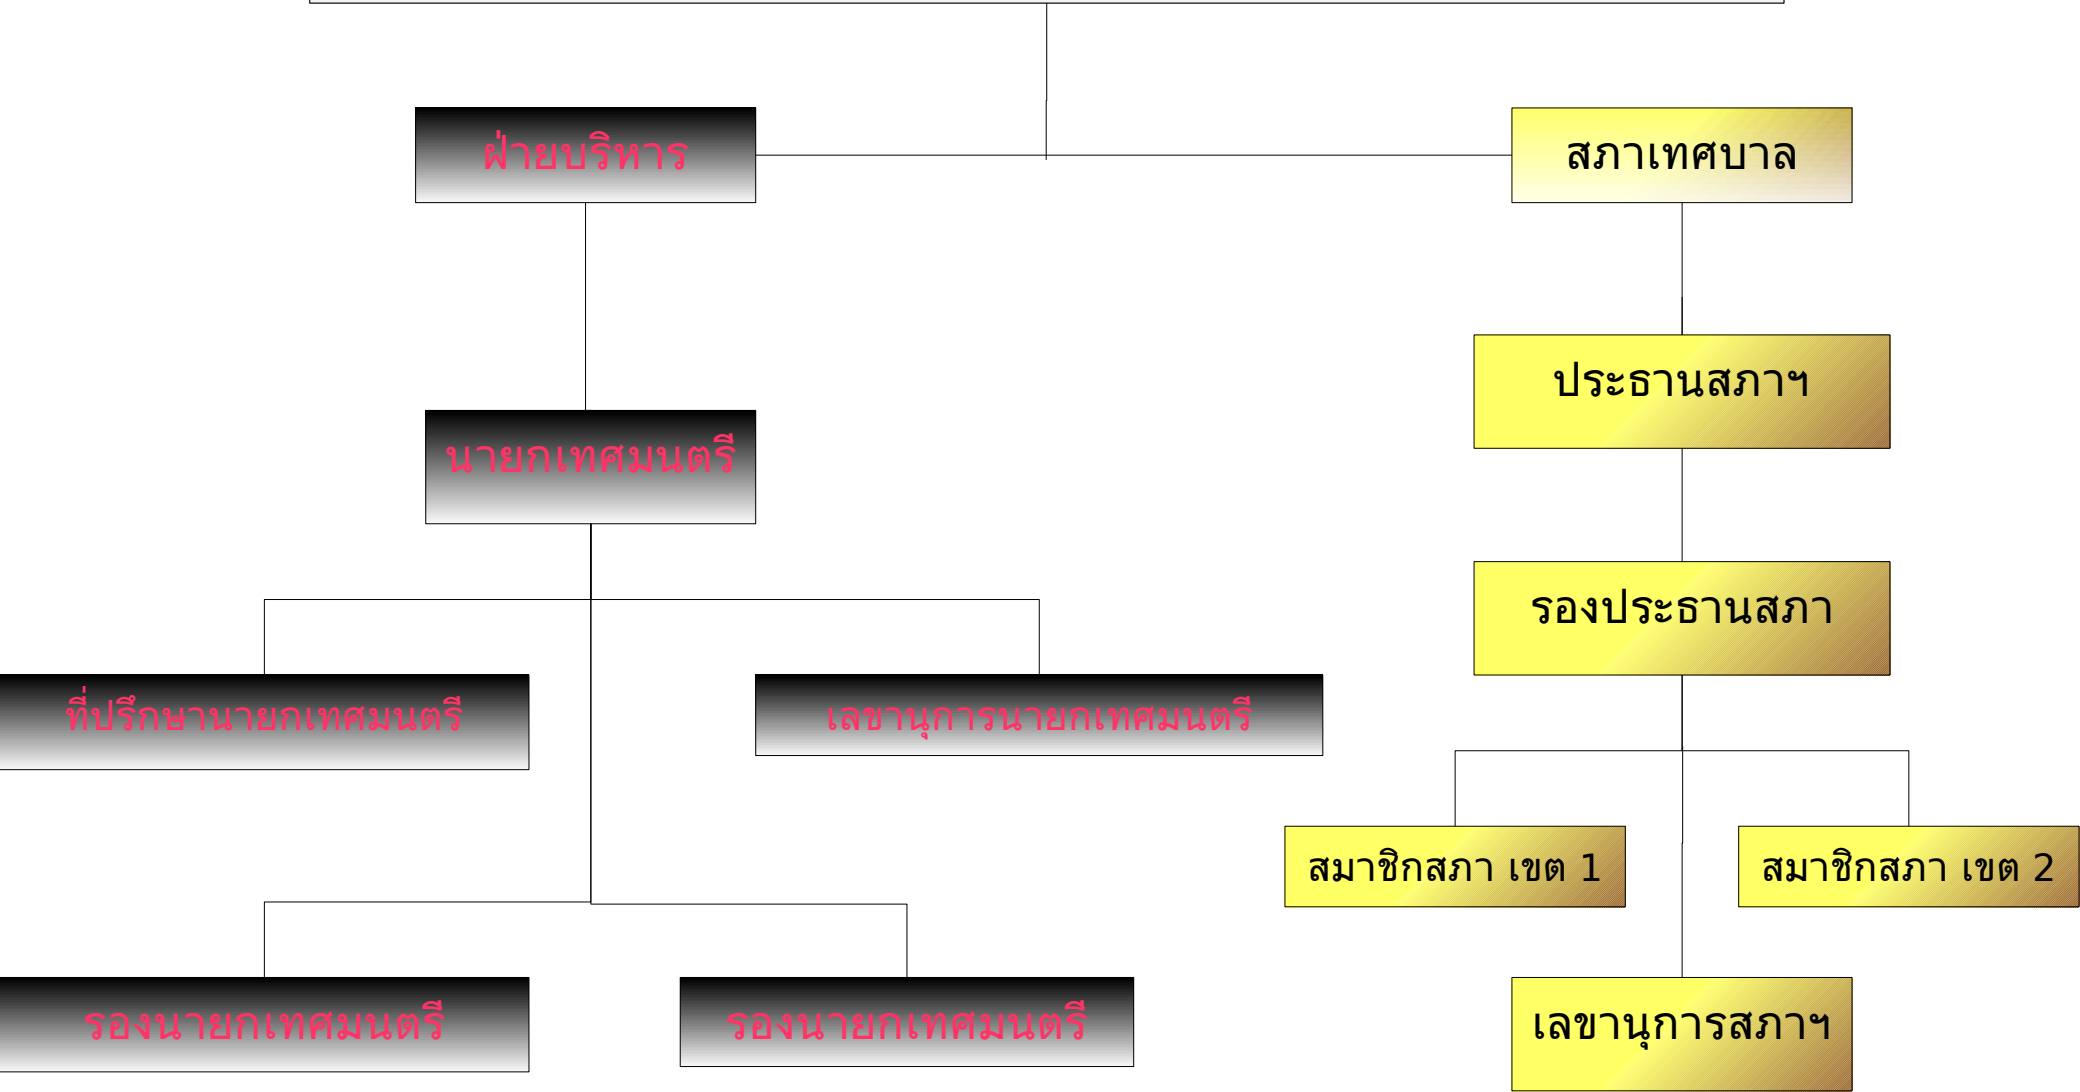 ฝ่ายบริหาร
สภาเทศบาล
ประธานสภาฯ
นายกเทศมนตรี
รองประธานสภา
ที่ปรึกษานายกเทศมนตรี
เลขานุการนายกเทศมนตรี
สมาชิกสภา เขต 1
สมาชิกสภา เขต 2
รองนายกเทศมนตรี
รองนายกเทศมนตรี
เลขานุการสภาฯ